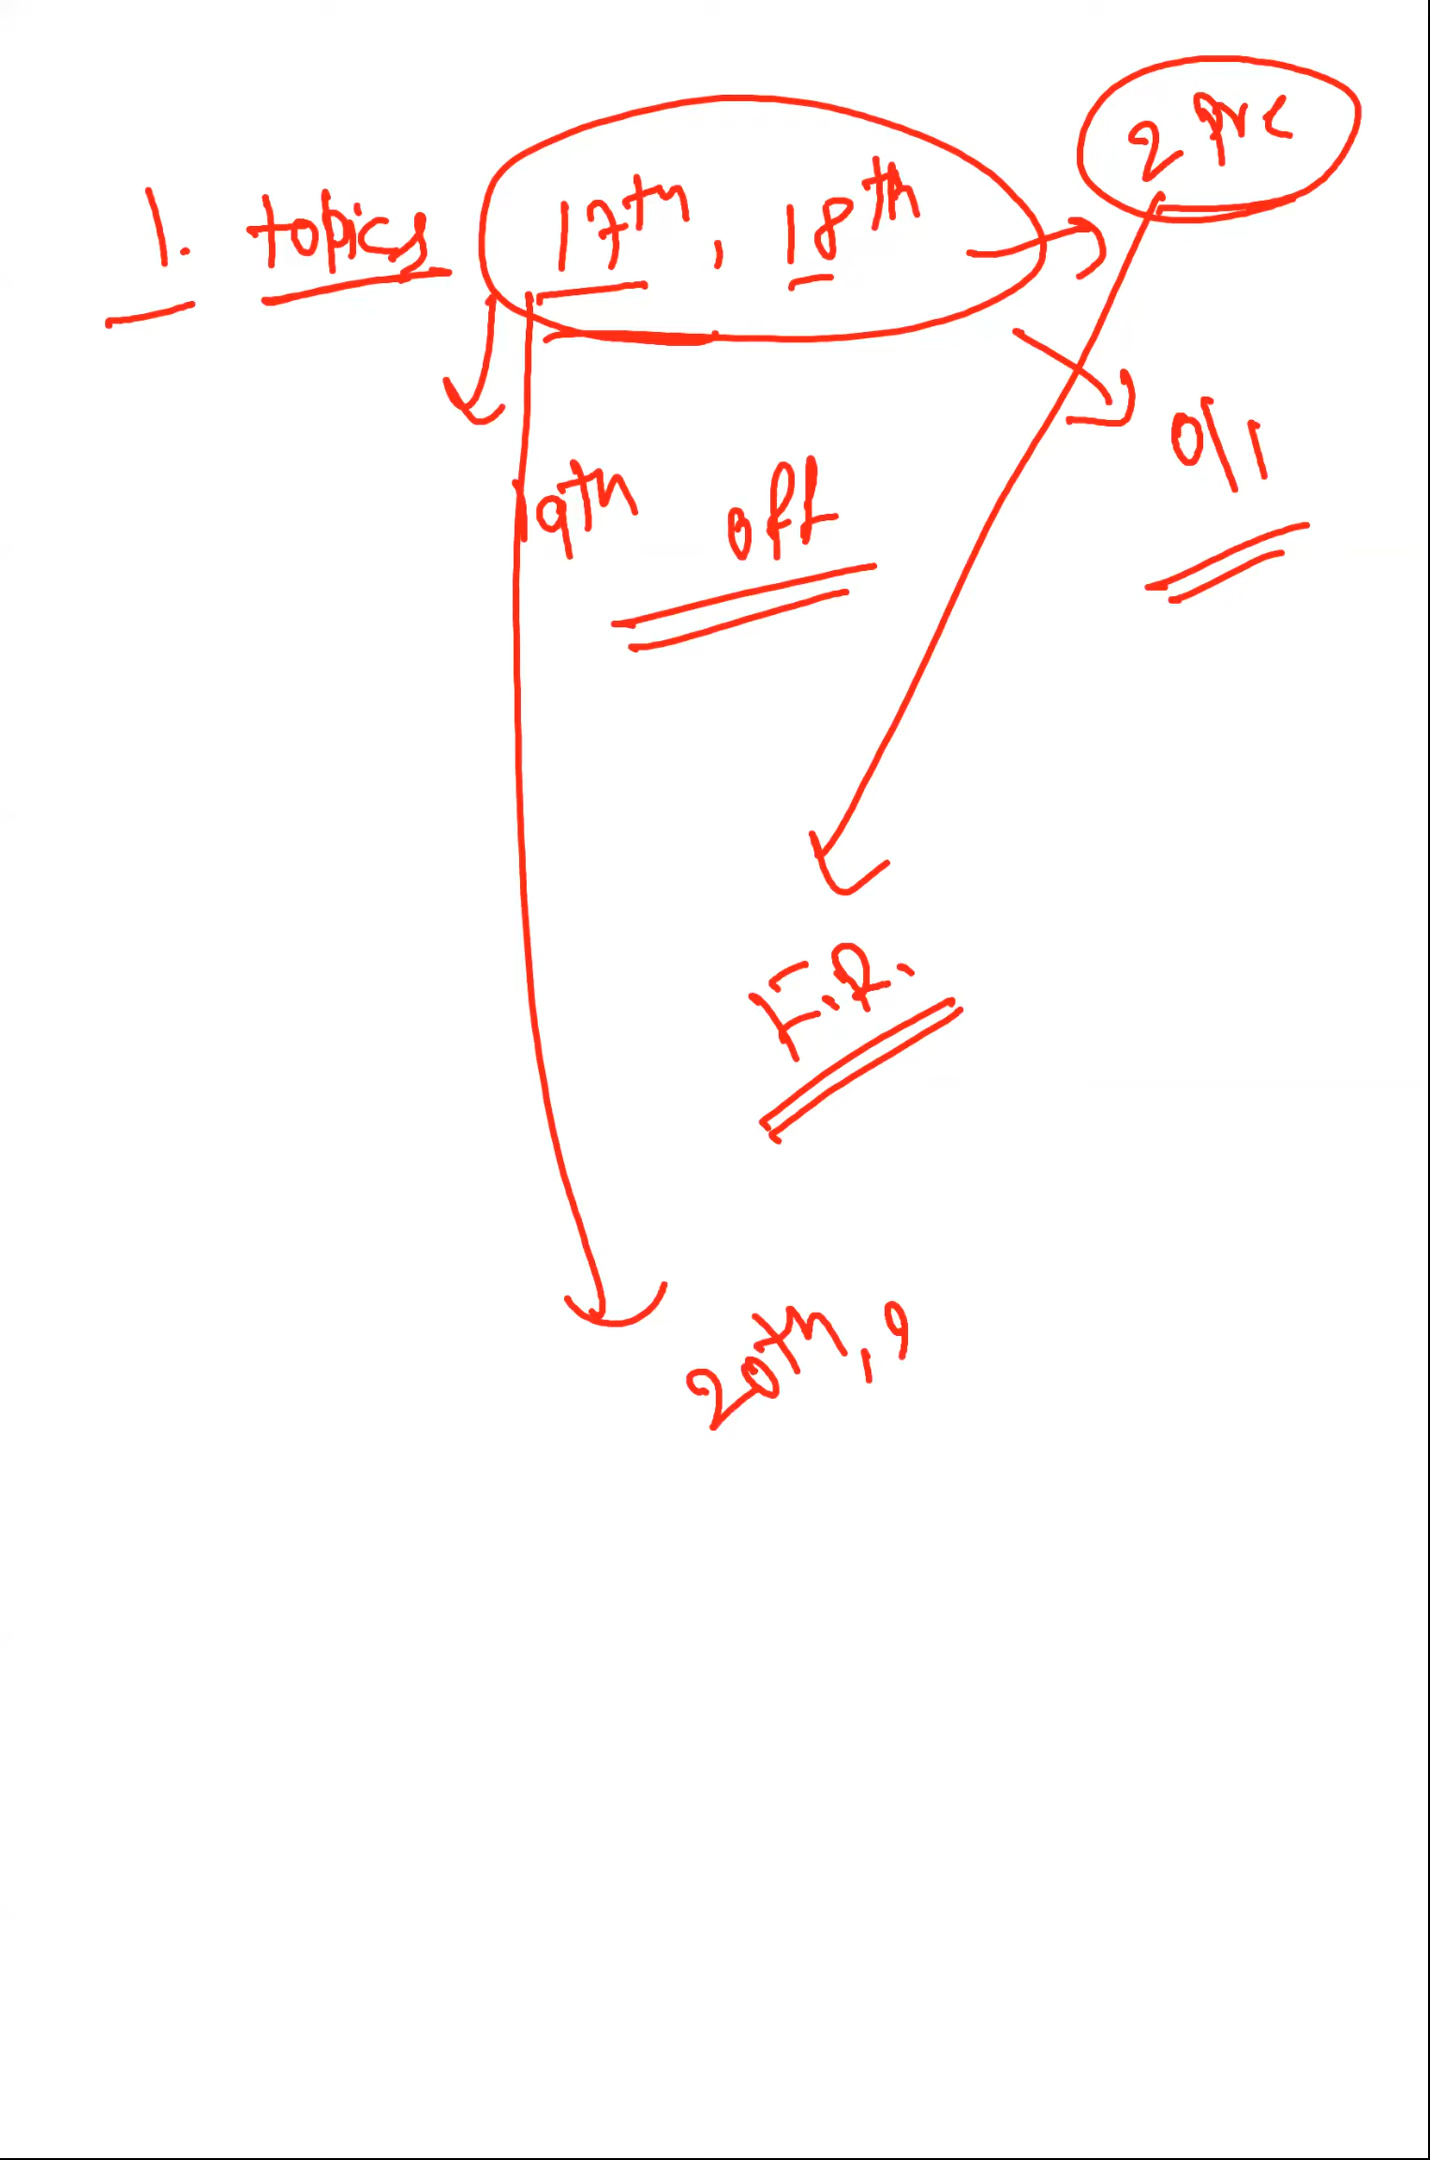 2 pre
1. topics 17th, 18th
0/1
19th off
F.R.
20th, 9